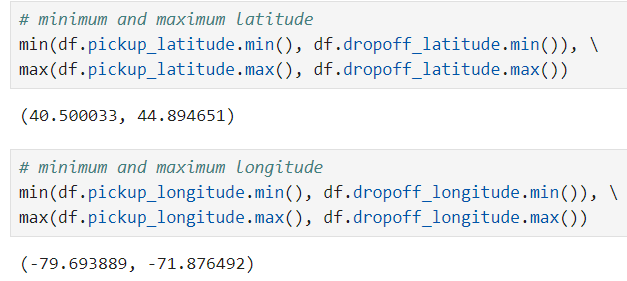 # minimum and maximum latitude
min(df.pickup_latitude.min(), df.dropoff_latitude.min()), \
max(df.pickup_latitude.max(), df.dropoff_latitude.max())
(40.500033, 44.894651)
# minimum and maximum longitude
min(df.pickup_longitude.min(), df.dropoff_longitude.min()), \
max(df.pickup_longitude.max(), df.dropoff_longitude.max())
(-79.693889, -71.876492)